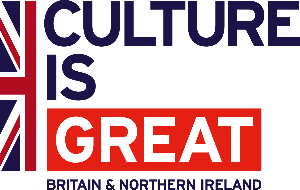 CULTURE
IS
GREAT
BRITAIN & NORTHERN IRELAND